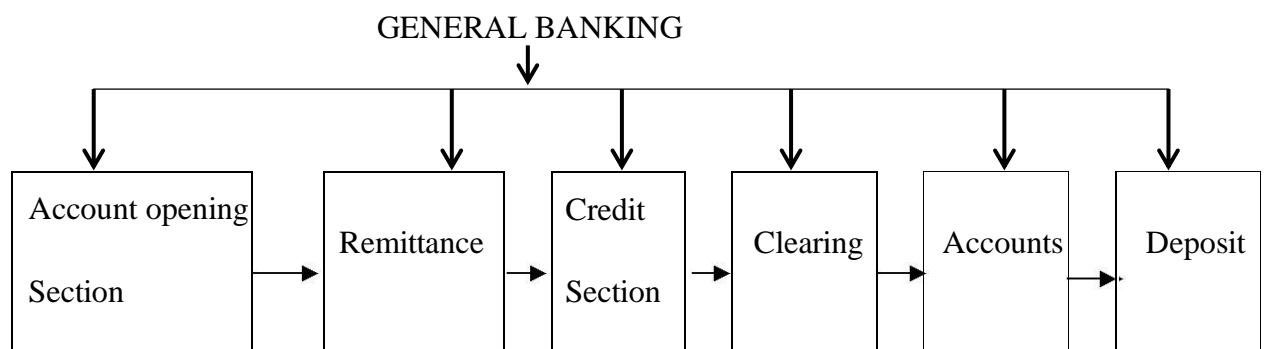 GENERAL BANKING
Account opening
Section
Remittance
Credit
Section
Clearing
Accounts
Deposit